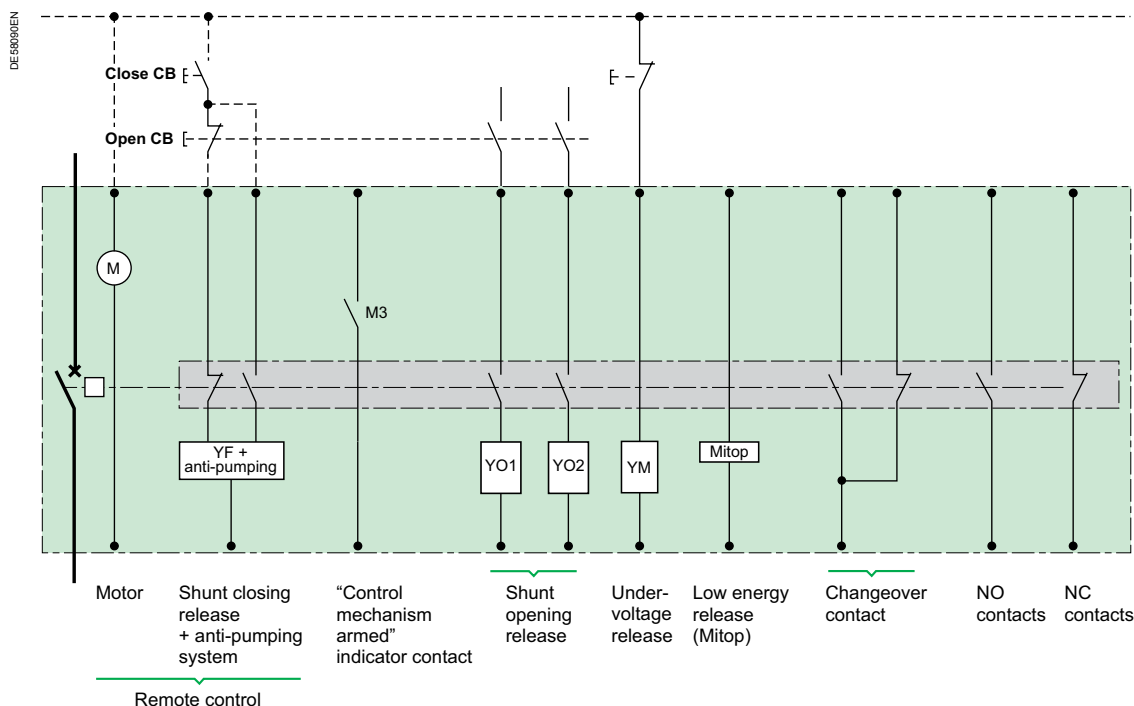 DE58090EN
Close CB
Open CB
M
M3
YF +
anti-pumping
YO1
YO2
YM
Mitop
Motor
Shunt closing
release
+ anti-pumping
system
“Control
mechanism
armed”
indicator contact
Shunt
opening
release
Under-
voltage
release
Low energy
release
(Mitop)
Changeover
contact
NO
contacts
NC
contacts
Remote control